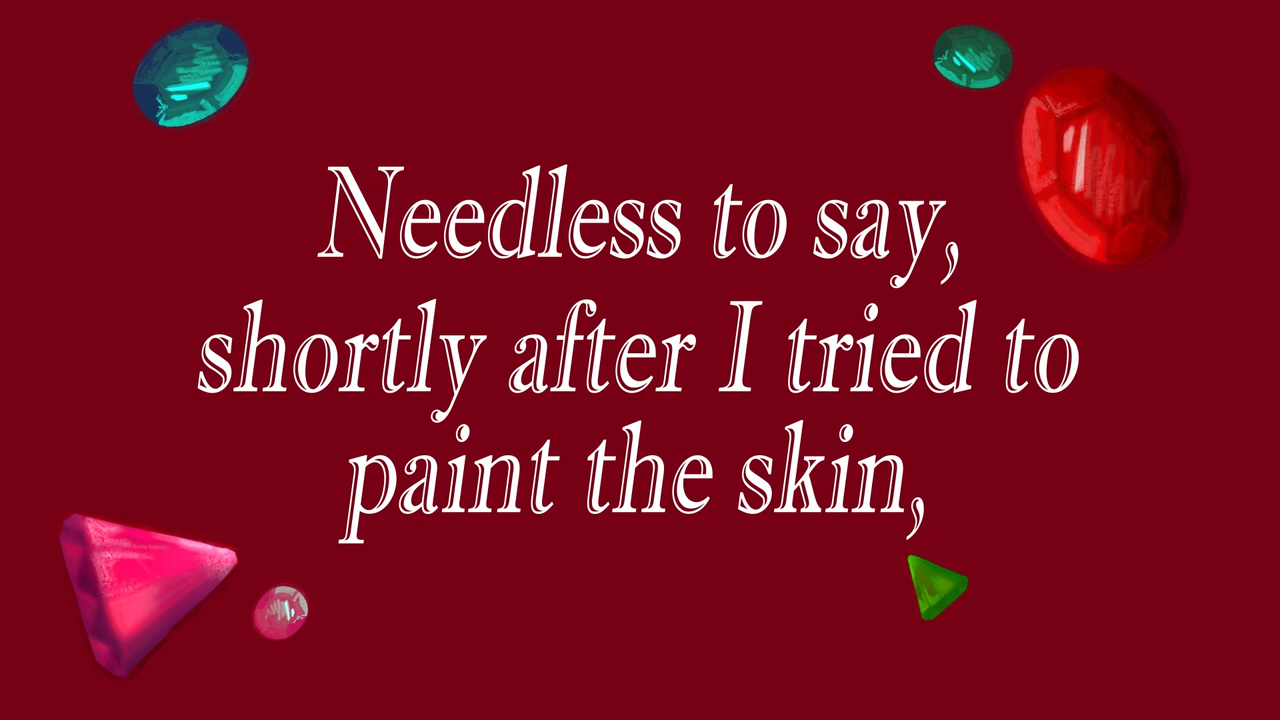 Needless to say,
shortly after I tried to
paint the skin,